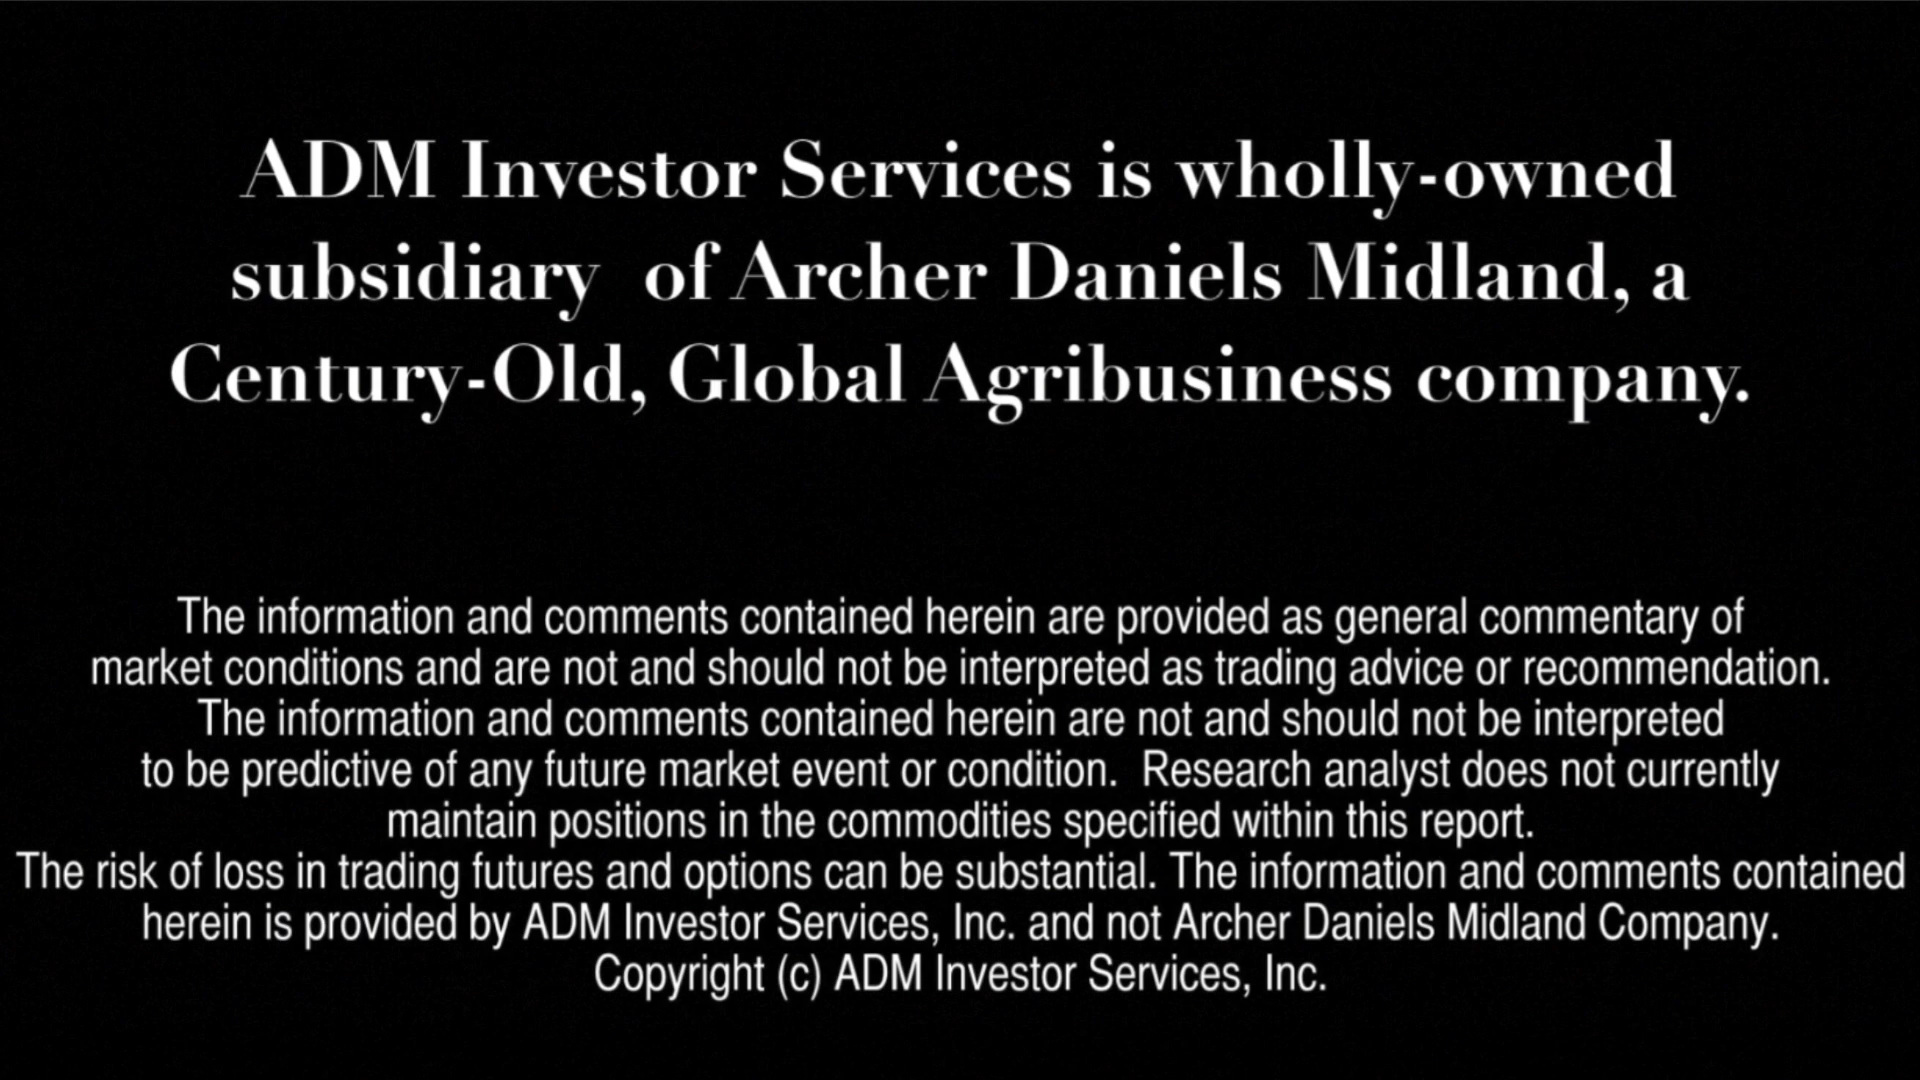 ADM Investor Services is wholly-owned
subsidiary  of Archer Daniels Midland, a
Century-Old, Global Agribusiness company.
The information and comments contained herein are provided as general commentary of
market conditions and are not and should not be interpreted as trading advice or recommendation.
The information and comments contained herein are not and should not be interpreted
to be predictive of any future market event or condition.  Research analyst does not currently
maintain positions in the commodities specified within this report.
The risk of loss in trading futures and options can be substantial. The information and comments contained
herein is provided by ADM Investor Services, Inc. and not Archer Daniels Midland Company.
Copyright (c) ADM Investor Services, Inc.